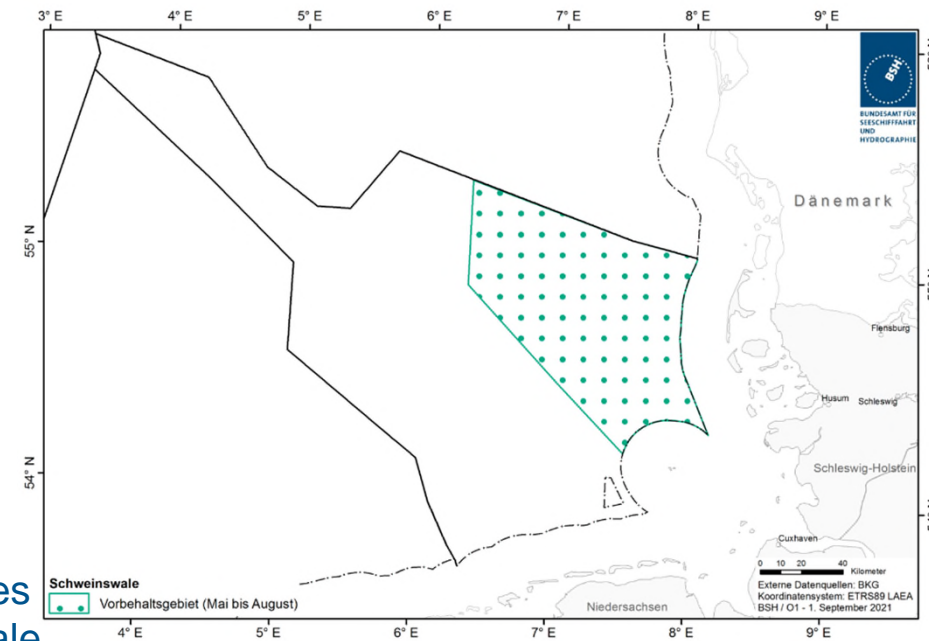 3° E 4° E 5° E 6° E 7° E 8° E 9° E
BSH
BUNDESAMT FÜR
SEESCHIFFFAHRT
UND
HYDROGRAPHIE
Dänemark
55° N
Flensburg
Husum Schleswig
54° N
Schleswig-Holstein
Cuxhaven
0 10 20 40
Kilometer
Schweinswale
Vorbehaltsgebiet (Mai bis August)
Niedersachsen
Externe Datenquellen: BKG
Koordinatensystem: ETRS89 LAEA
BSH / O1 - 1. September 2021
4° E 5° E 6° E 7° E 8° E